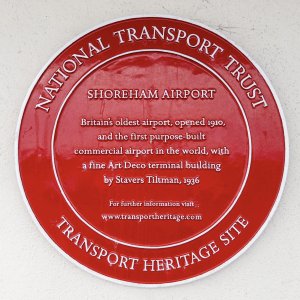 NATIONAL TRANSPORT TRUST
SHOREHAM AIRPORT
Britain's oldest airport, opened 1910,
and the first purpose-built
commercial airport in the world, with
a fine Art Deco terminal building
by Stavers Tiltman, 1936
For further information visit
www.transportheritage.com
TRANSPORT HERITAGE SITE